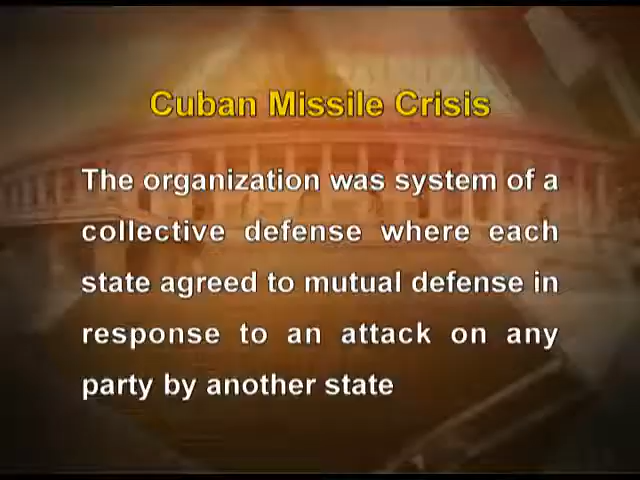 Cuban Missile Crisis
The organization was system of a
collective defense where each
state agreed to mutual defense in
response to an attack on any
party by another state